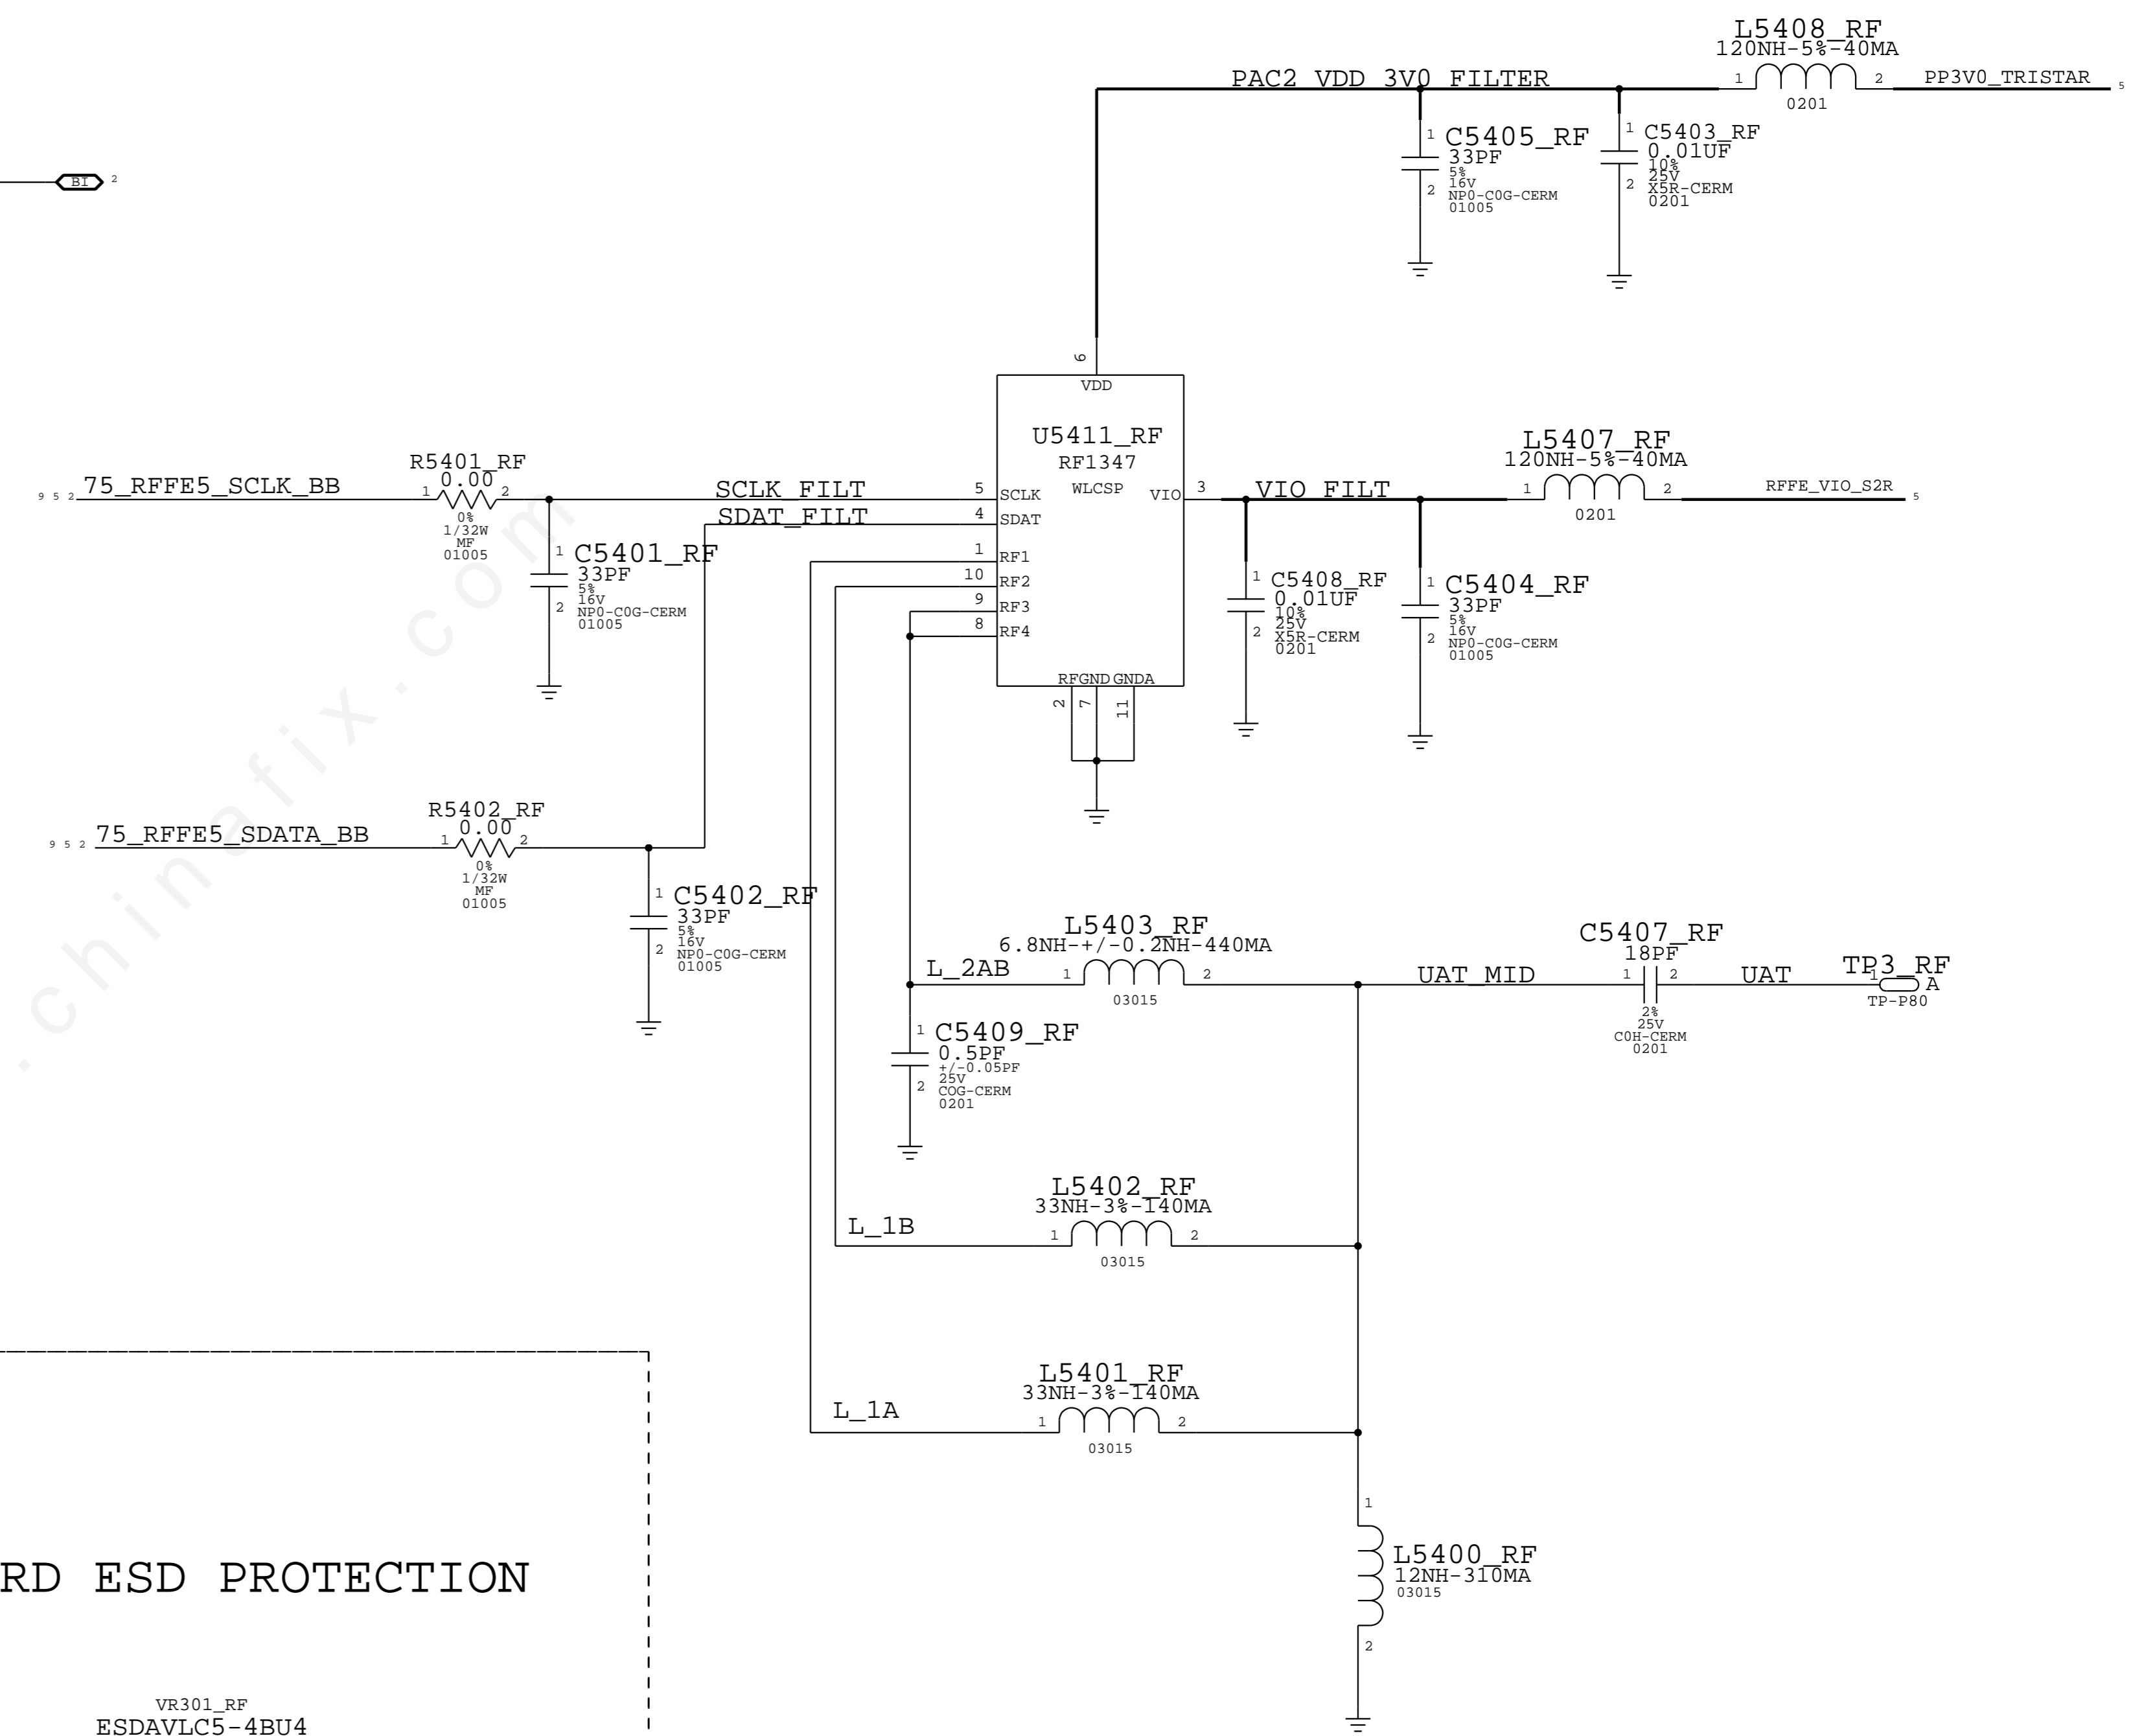 L5408_RF
120NH-5%-40MA
PAC2_VDD_3V0_FILTER
1
2
PP3V0_TRISTAR
5
0201
1
C5405_RF
33PF
5%
16V
NP0-C0G-CERM
01005
2
1
C5403_RF
0.01UF
10%
25V
X5R-CERM
0201
2
BI
2
6
VDD
U5411_RF
RF1347
WLCSP
5
SCLK
4
SDAT
1
RF1
10
RF2
9
RF3
8
RF4
3
VIO
RFGND
GNDA
2
7
11
R5401_RF
0.00
9 5 2
75_RFFE5_SCLK_BB
1
2
0%
1/32W
MF
01005
SCLK_FILT
SDAT_FILT
1
C5401_RF
33PF
5%
16V
NP0-C0G-CERM
01005
2
VIO_FILT
L5407_RF
120NH-5%-40MA
1
2
0201
RFFE_VIO_S2R
5
1
C5408_RF
0.01UF
10%
25V
X5R-CERM
0201
2
1
C5404_RF
33PF
5%
16V
NP0-C0G-CERM
01005
2
R5402_RF
0.00
9 5 2
75_RFFE5_SDATA_BB
1
2
0%
1/32W
MF
01005
1
C5402_RF
33PF
5%
16V
NP0-C0G-CERM
01005
2
L5403_RF
6.8NH-+/-0.2NH-440MA
L_2AB
1
2
03015
UAT_MID
C5407_RF
18PF
1
2
2%
25V
C0H-CERM
0201
UAT
TP3_RF
1
A
TP-P80
1
C5409_RF
0.5PF
+/-0.05PF
25V
COG-CERM
0201
2
L5402_RF
33NH-3%-140MA
L_1B
1
2
03015
L5401_RF
33NH-3%-140MA
L_1A
1
2
03015
1
L5400_RF
12NH-310MA
03015
2
RD ESD PROTECTION
VR301_RF
ESDAVLC5-4BU4
.chinafix.com